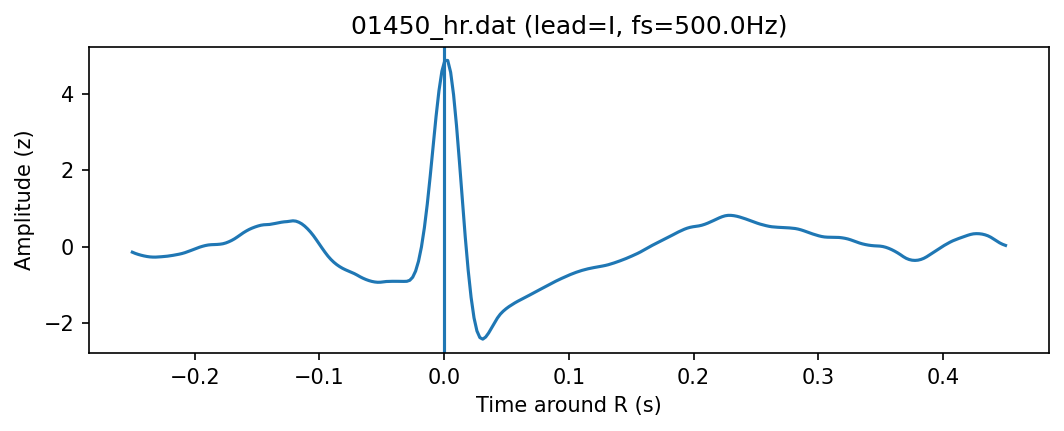 01450_hr.dat (lead=I, fs=500.0Hz)
Amplitude (z)
4
2
0
−2
−0.2 −0.1 0.0 0.1 0.2 0.3 0.4
Time around R (s)